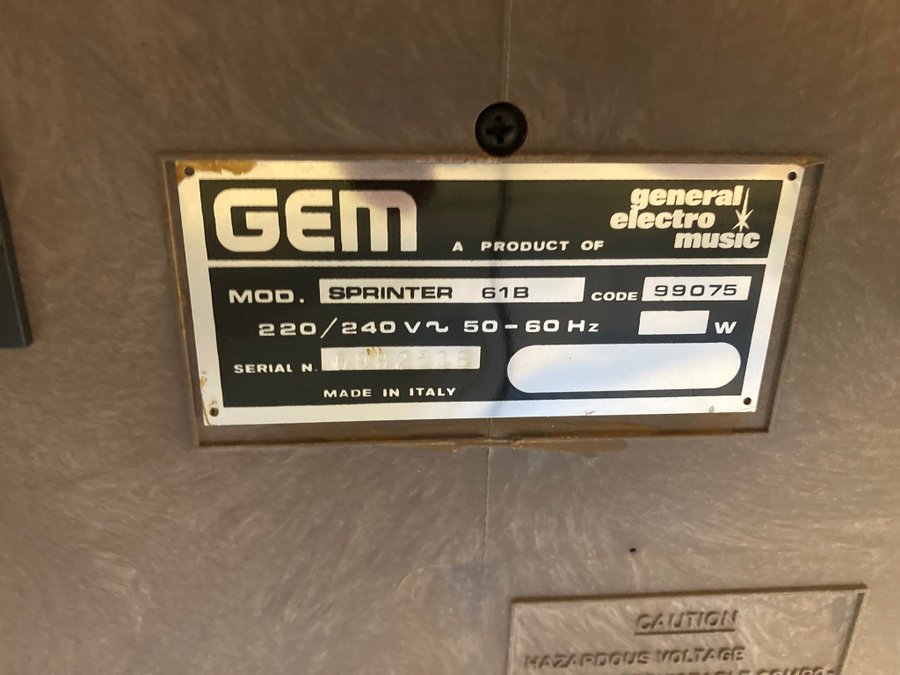 GEM
A PRODUCT OF
general
electro
music
MOD. SPRINTER 61B CODE 99075
220/240 V~ 50-60 Hz W
SERIAL N.
MADE IN ITALY
CAUTION
HAZARDOUS VOLTAGE